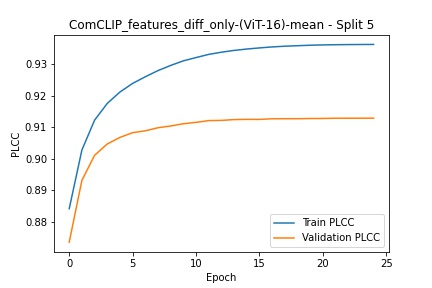 ComCLIP_features_diff_only-(ViT-16)-mean - Split 5
PLCC
0.93
0.92
0.91
0.90
0.89
0.88
0
5
10
15
20
25
Epoch
Train PLCC
Validation PLCC